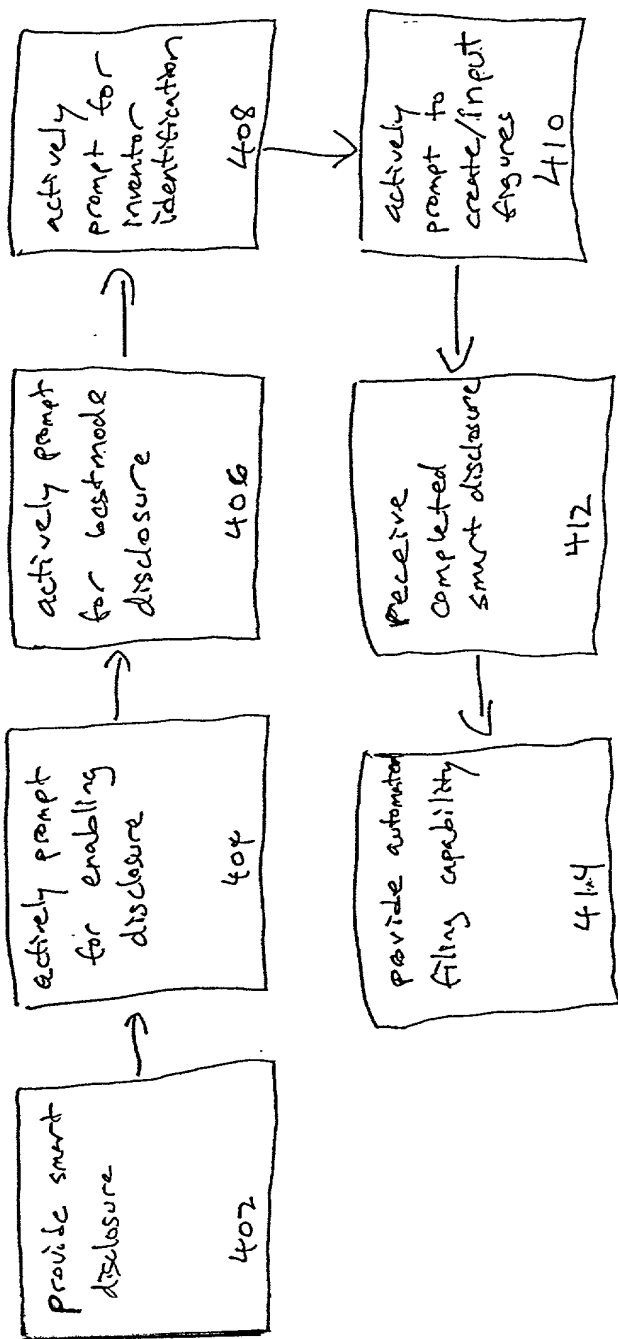 provide smart
disclosure
402
actively prompt
for enabling
disclosure
404
actively prompt
for bestmode
disclosure
406
actively
prompt for
inventor
identification
408
actively
prompt to
create/input
figures
410
receive
completed
smart disclosure
412
provide automation
filing capability
414